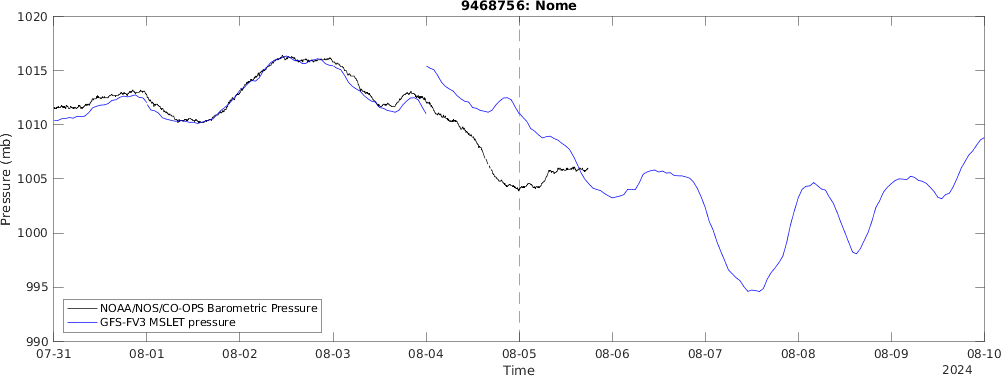 9468756: Nome
1020
1015
1010
1005
1000
995
990
Pressure (mb)
NOAA/NOS/CO-OPS Barometric Pressure
GFS-FV3 MSLET pressure
07-31 08-01 08-02 08-03 08-04 08-05 08-06 08-07 08-08 08-09 08-10
Time
2024